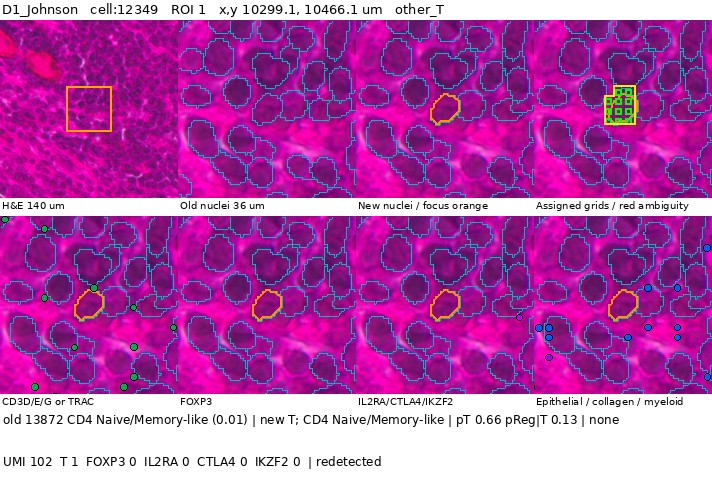 D1_Johnson cell:12349 ROI 1 x,y 10299.1, 10466.1 um other_T
H&E 140 um
Old nuclei 36 um
New nuclei / focus orange
Assigned grids / red ambiguity
CD3D/E/G or TRAC
FOXP3
IL2RA/CTLA4/IKZF2
Epithelial / collagen / myeloid
old 13872 CD4 Naive/Memory-like (0.01) | new T; CD4 Naive/Memory-like | pT 0.66 pReg|T 0.13 | none
UMI 102 T 1 FOXP3 0 IL2RA 0 CTLA4 0 IKZF2 0 | redetected